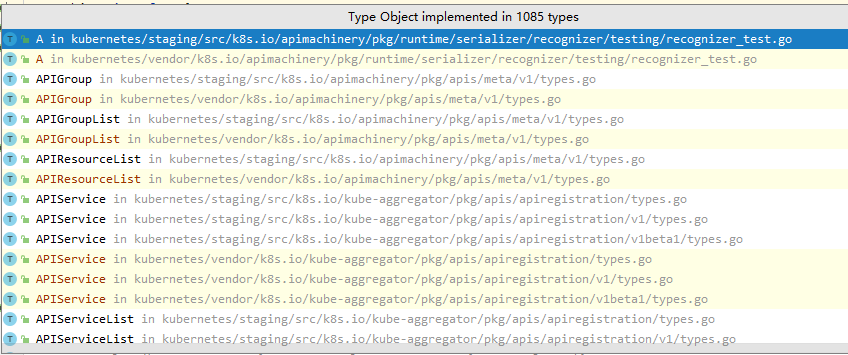 Type Object implemented in 1085 types
A in kubernetes/staging/src/k8s.io/apimachinery/pkg/runtime/serializer/recognizer/testing/recognizer_test.go
A in kubernetes/vendor/k8s.io/apimachinery/pkg/runtime/serializer/recognizer/testing/recognizer_test.go
APIGroup in kubernetes/staging/src/k8s.io/apimachinery/pkg/apis/meta/v1/types.go
APIGroup in kubernetes/vendor/k8s.io/apimachinery/pkg/apis/meta/v1/types.go
APIGroupList in kubernetes/staging/src/k8s.io/apimachinery/pkg/apis/meta/v1/types.go
APIGroupList in kubernetes/vendor/k8s.io/apimachinery/pkg/apis/meta/v1/types.go
APIResourceList in kubernetes/staging/src/k8s.io/apimachinery/pkg/apis/meta/v1/types.go
APIResourceList in kubernetes/vendor/k8s.io/apimachinery/pkg/apis/meta/v1/types.go
APIService in kubernetes/staging/src/k8s.io/kube-aggregator/pkg/apis/apiregistration/types.go
APIService in kubernetes/staging/src/k8s.io/kube-aggregator/pkg/apis/apiregistration/v1/types.go
APIService in kubernetes/staging/src/k8s.io/kube-aggregator/pkg/apis/apiregistration/v1beta1/types.go
APIService in kubernetes/vendor/k8s.io/kube-aggregator/pkg/apis/apiregistration/types.go
APIService in kubernetes/vendor/k8s.io/kube-aggregator/pkg/apis/apiregistration/v1/types.go
APIService in kubernetes/vendor/k8s.io/kube-aggregator/pkg/apis/apiregistration/v1beta1/types.go
APIServiceList in kubernetes/staging/src/k8s.io/kube-aggregator/pkg/apis/apiregistration/types.go
APIServiceList in kubernetes/staging/src/k8s.io/kube-aggregator/pkg/apis/apiregistration/v1/types.go